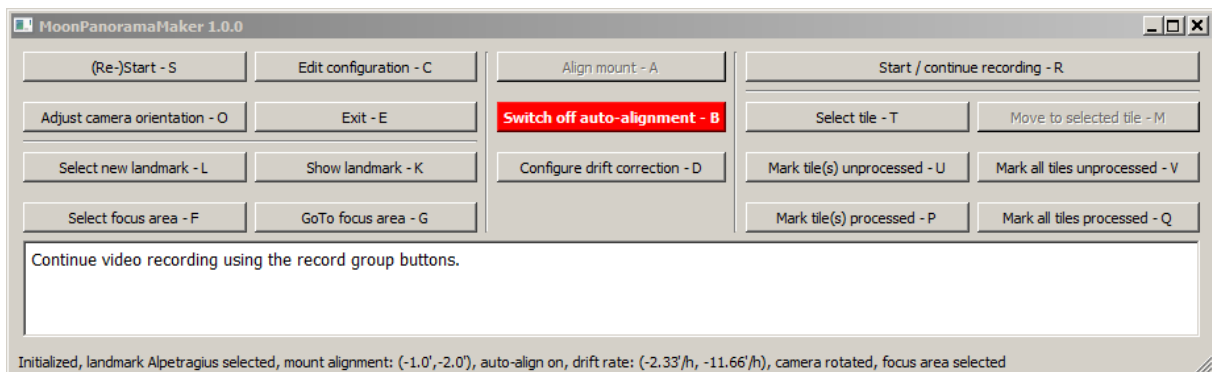 MoonPanoramaMaker 1.0.0
(Re-)Start - S
Edit configuration - C
Align mount - A
Start / continue recording - R
Adjust camera orientation - O
Exit - E
Switch off auto-alignment - B
Select tile - T
Move to selected tile - M
Select new landmark - L
Show landmark - K
Configure drift correction - D
Mark tile(s) unprocessed - U
Mark all tiles unprocessed - V
Select focus area - F
GoTo focus area - G
Mark tile(s) processed - P
Mark all tiles processed - Q
Continue video recording using the record group buttons.
Initialized, landmark Alpetragius selected, mount alignment: (-1.0',-2.0'), auto-align on, drift rate: (-2.33'/h, -11.66'/h), camera rotated, focus area selected